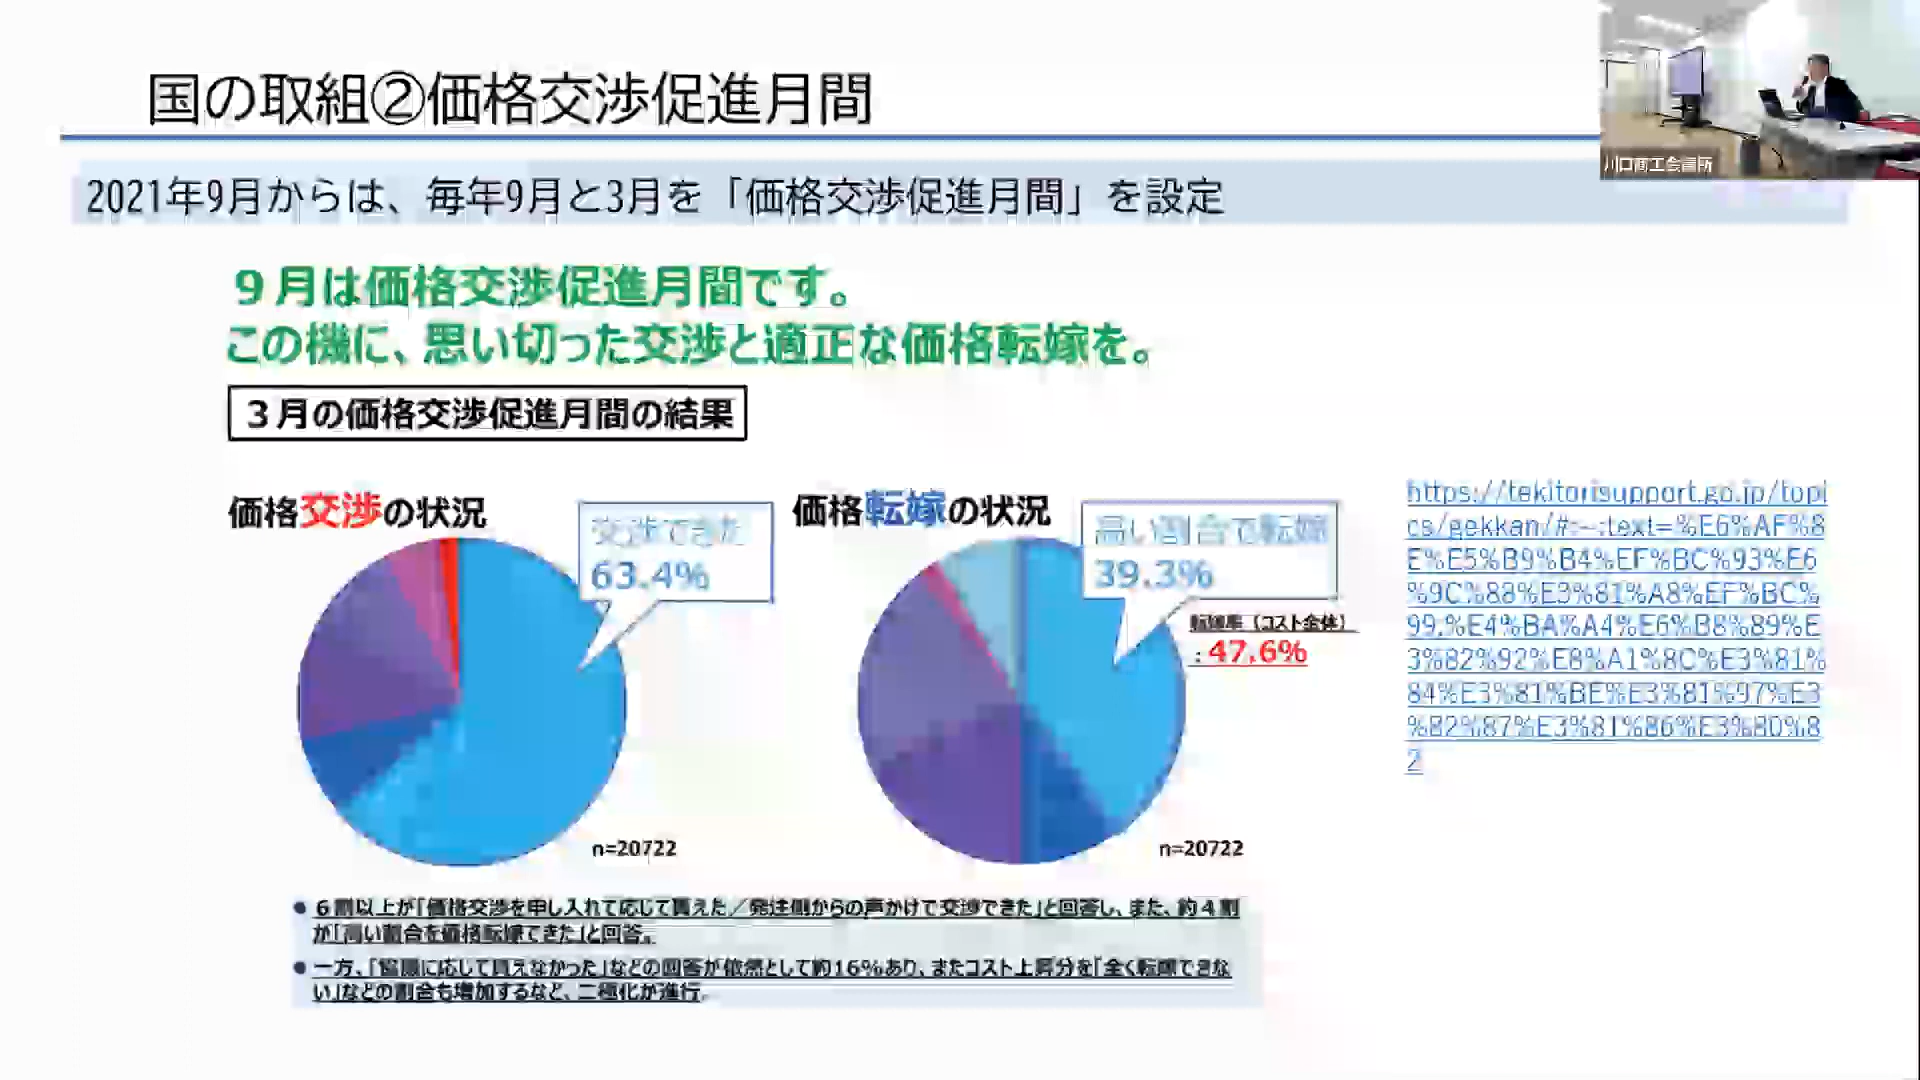 国の取組②価格交渉促進月間
川口商工会議所
2021年9月からは、毎年9月と3月を「価格交渉促進月間」を設定
９月は価格交渉促進月間です。
この機に、思い切った交渉と適正な価格転嫁を。
３月の価格交渉促進月間の結果
価格交渉の状況
交渉できた
63.4%
n=20722
価格転嫁の状況
高い割合で転嫁
39.3%
転嫁率（コスト全体）
：47.6%
n=20722
https://tekitorisupport.go.jp/topi
cs/gekkan/#:~:text=%E6%AF%8
E%E5%B9%B4%EF%BC%93%E6
%9C%88%E3%81%A8%EF%BC%
99.%E4%BA%A4%E6%B8%89%E
3%82%92%E8%A1%8C%E3%81%
84%E3%81%BE%E3%81%97%E3
%82%87%E3%81%86%E3%80%8
2
● ６割以上が「価格交渉を申し入れて応じて貰えた／発注側からの声かけで交渉できた」と回答し、また、約４割
が「高い割合を価格転嫁できた」と回答。
● 一方、「協議に応じて貰えなかった」などの回答が依然として約16%あり、またコスト上昇分を「全く転嫁できな
い」などの割合も増加するなど、二極化が進行。